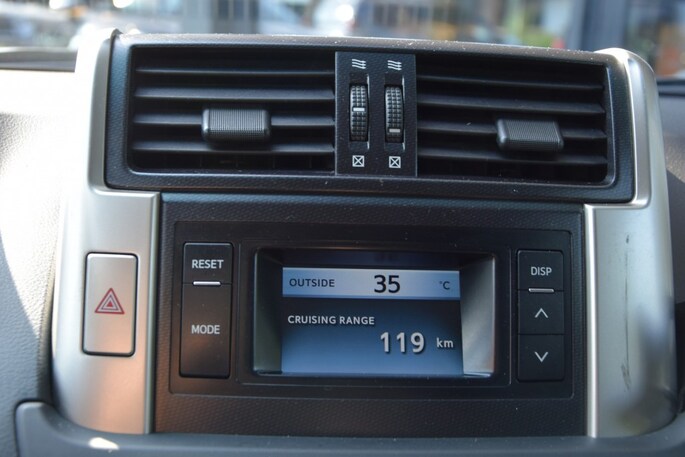 RESET
MODE
OUTSIDE 35 °C
CRUISING RANGE
119 km
DISP